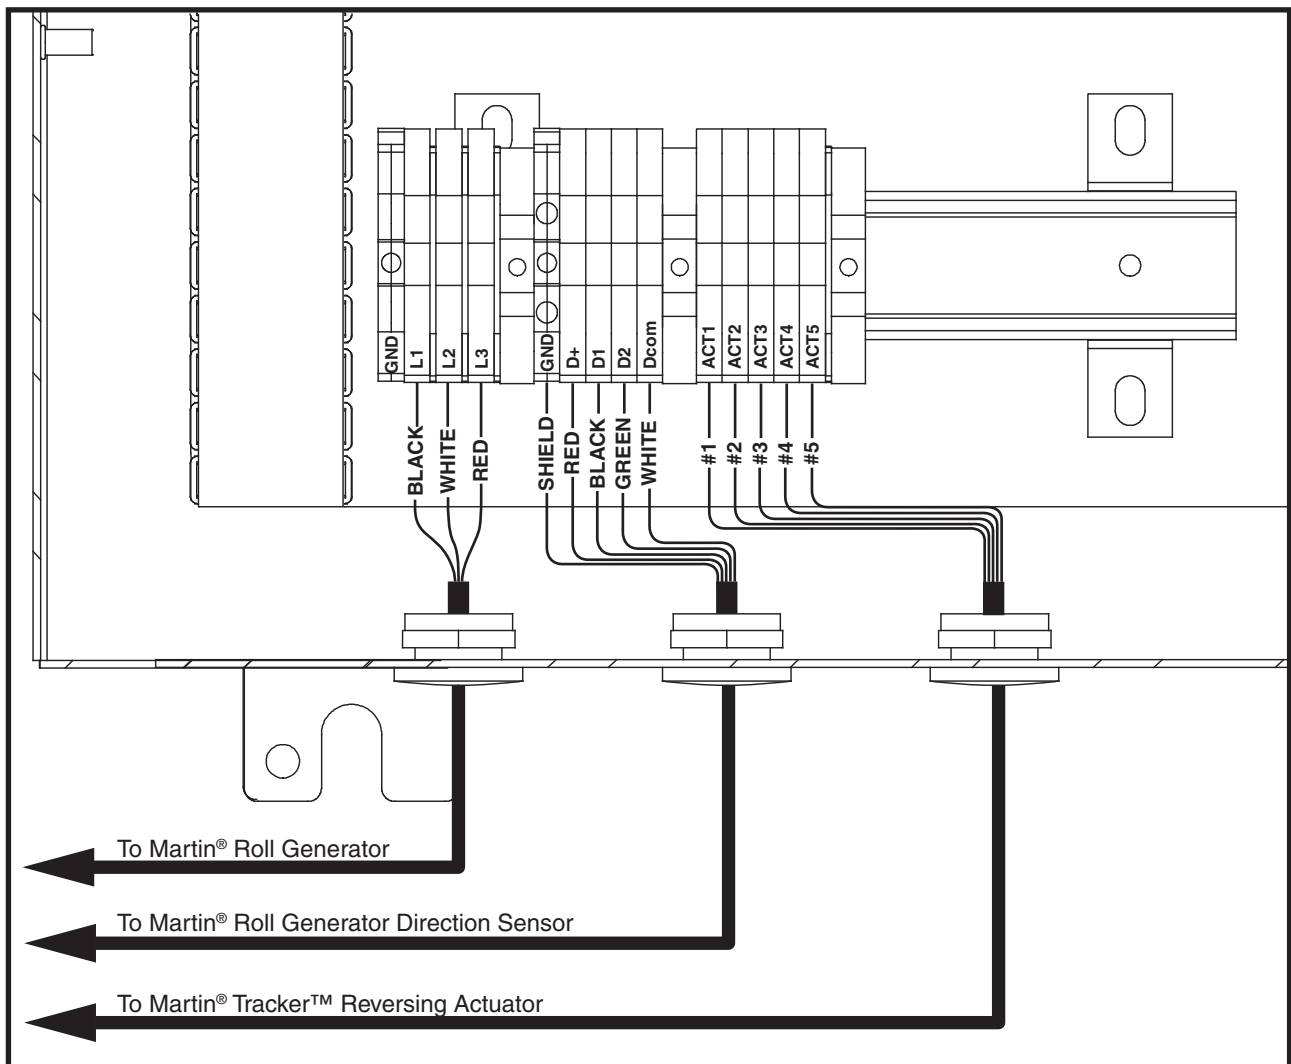 GND
L1
L2
L3
GND
D+
D1
D2
Dcom
ACT1
ACT2
ACT3
ACT4
ACT5
BLACK
WHITE
RED
SHIELD
RED
BLACK
GREEN
WHITE
#1
#2
#3
#4
#5
To Martin® Roll Generator
To Martin® Roll Generator Direction Sensor
To Martin® Tracker™ Reversing Actuator